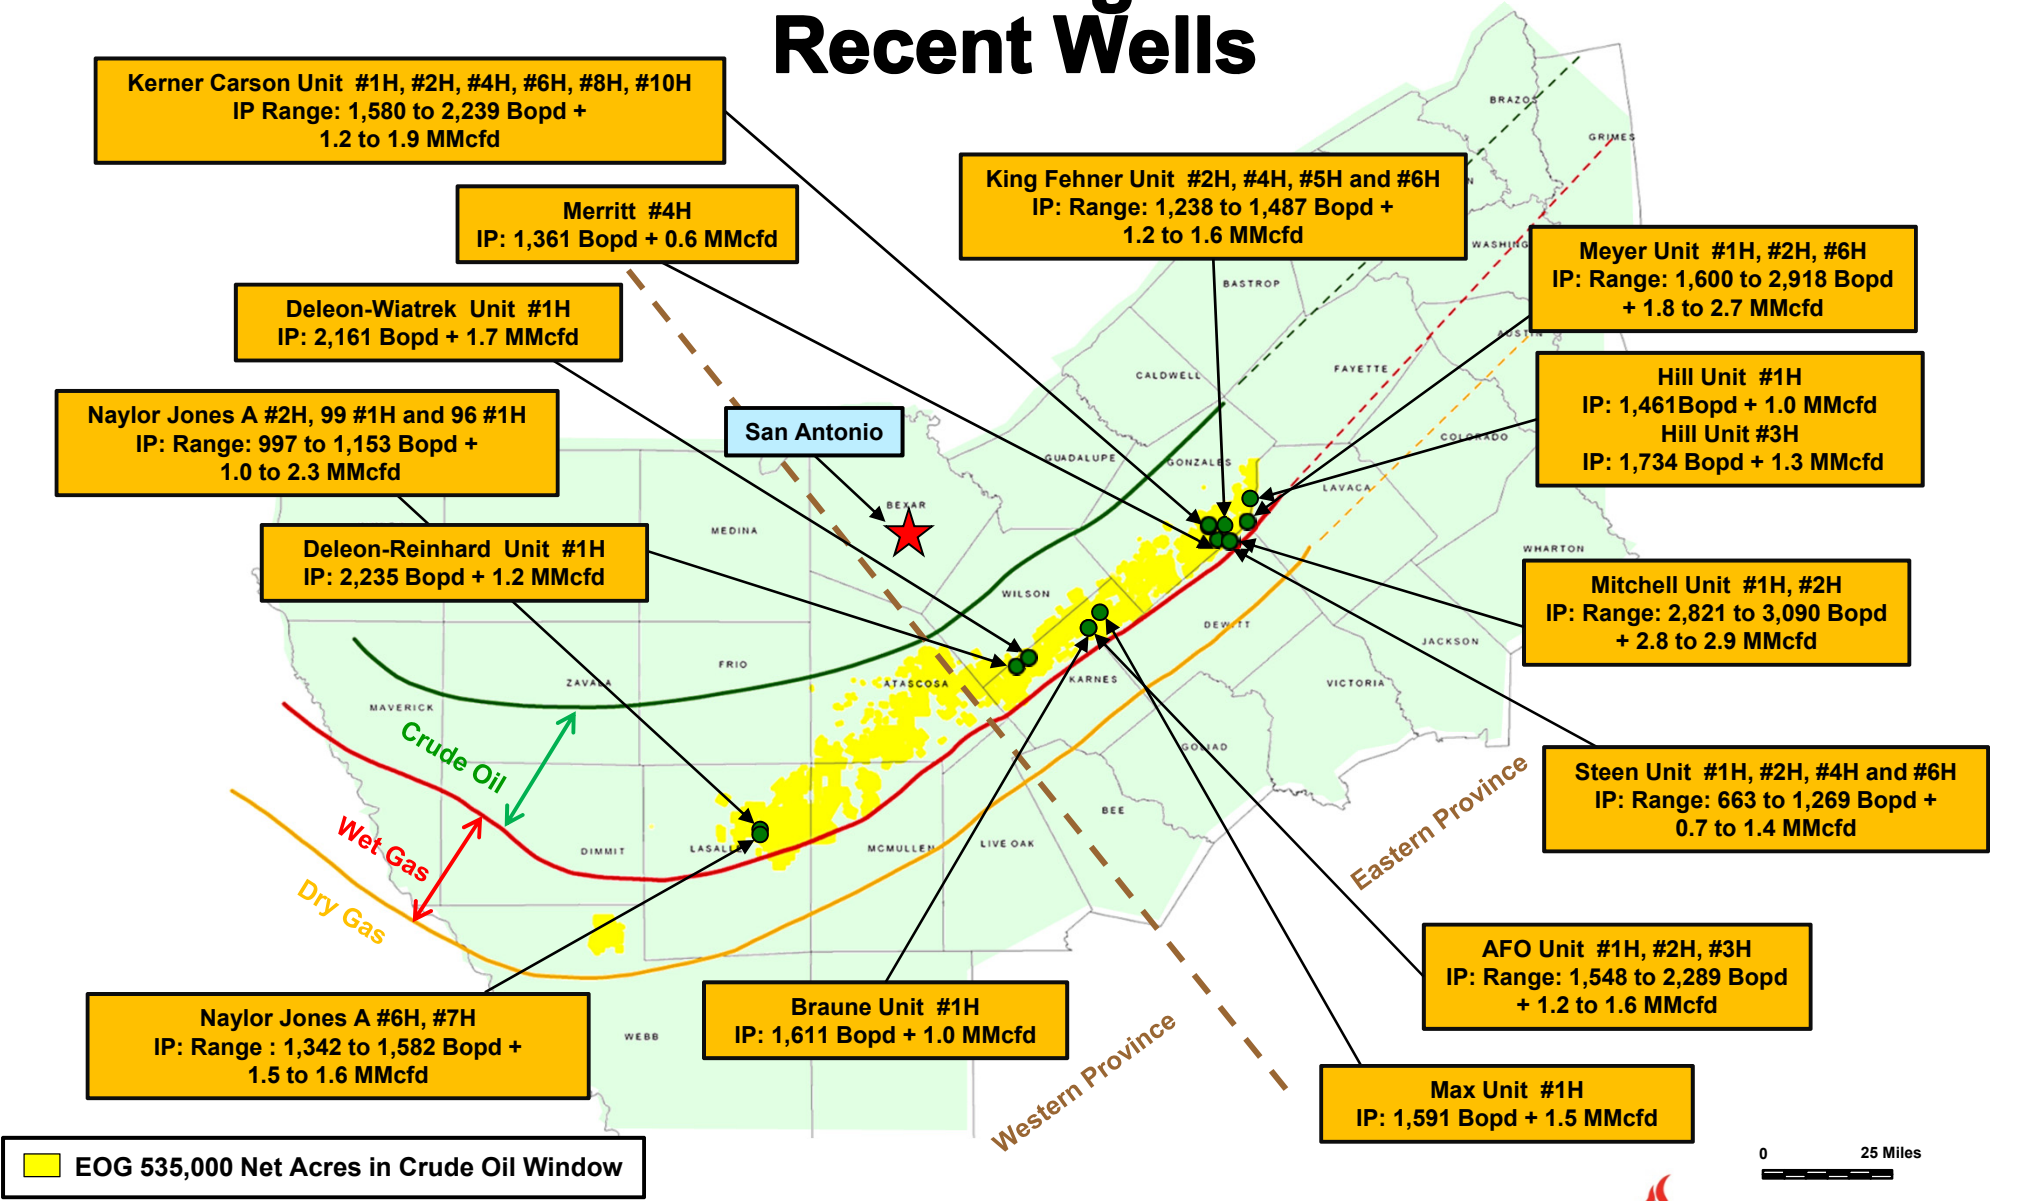 Recent Wells
Kerner Carson Unit #1H, #2H, #4H, #6H, #8H, #10H
IP Range: 1,580 to 2,239 Bopd +
1.2 to 1.9 MMcfd
Merritt #4H
IP: 1,361 Bopd + 0.6 MMcfd
King Fehner Unit #2H, #4H, #5H and #6H
IP: Range: 1,238 to 1,487 Bopd +
1.2 to 1.6 MMcfd
Meyer Unit #1H, #2H, #6H
IP: Range: 1,600 to 2,918 Bopd
+ 1.8 to 2.7 MMcfd
Deleon-Wiatrek Unit #1H
IP: 2,161 Bopd + 1.7 MMcfd
Hill Unit #1H
IP: 1,461Bopd + 1.0 MMcfd
Hill Unit #3H
IP: 1,734 Bopd + 1.3 MMcfd
Naylor Jones A #2H, 99 #1H and 96 #1H
IP: Range: 997 to 1,153 Bopd +
1.0 to 2.3 MMcfd
San Antonio
Deleon-Reinhard Unit #1H
IP: 2,235 Bopd + 1.2 MMcfd
Mitchell Unit #1H, #2H
IP: Range: 2,821 to 3,090 Bopd
+ 2.8 to 2.9 MMcfd
Steen Unit #1H, #2H, #4H and #6H
IP: Range: 663 to 1,269 Bopd +
0.7 to 1.4 MMcfd
AFO Unit #1H, #2H, #3H
IP: Range: 1,548 to 2,289 Bopd
+ 1.2 to 1.6 MMcfd
Naylor Jones A #6H, #7H
IP: Range : 1,342 to 1,582 Bopd +
1.5 to 1.6 MMcfd
Braune Unit #1H
IP: 1,611 Bopd + 1.0 MMcfd
Max Unit #1H
IP: 1,591 Bopd + 1.5 MMcfd
BRAZOS
GRIMES
WASHING
BASTROP
AUSTIN
CALDWELL
FAYETTE
COLORADO
GUADALUPE
GONZALES
LAVACA
BEXAR
MEDINA
WHARTON
WILSON
DEWITT
JACKSON
FRIO
ZAVALA
ATASCOSA
KARNES
VICTORIA
MAVERICK
GOLIAD
BEE
DIMMIT
LASALLE
MCMULLEN
LIVE OAK
WEBB
Crude Oil
Wet Gas
Dry Gas
Eastern Province
Western Province
EOG 535,000 Net Acres in Crude Oil Window
0 25 Miles